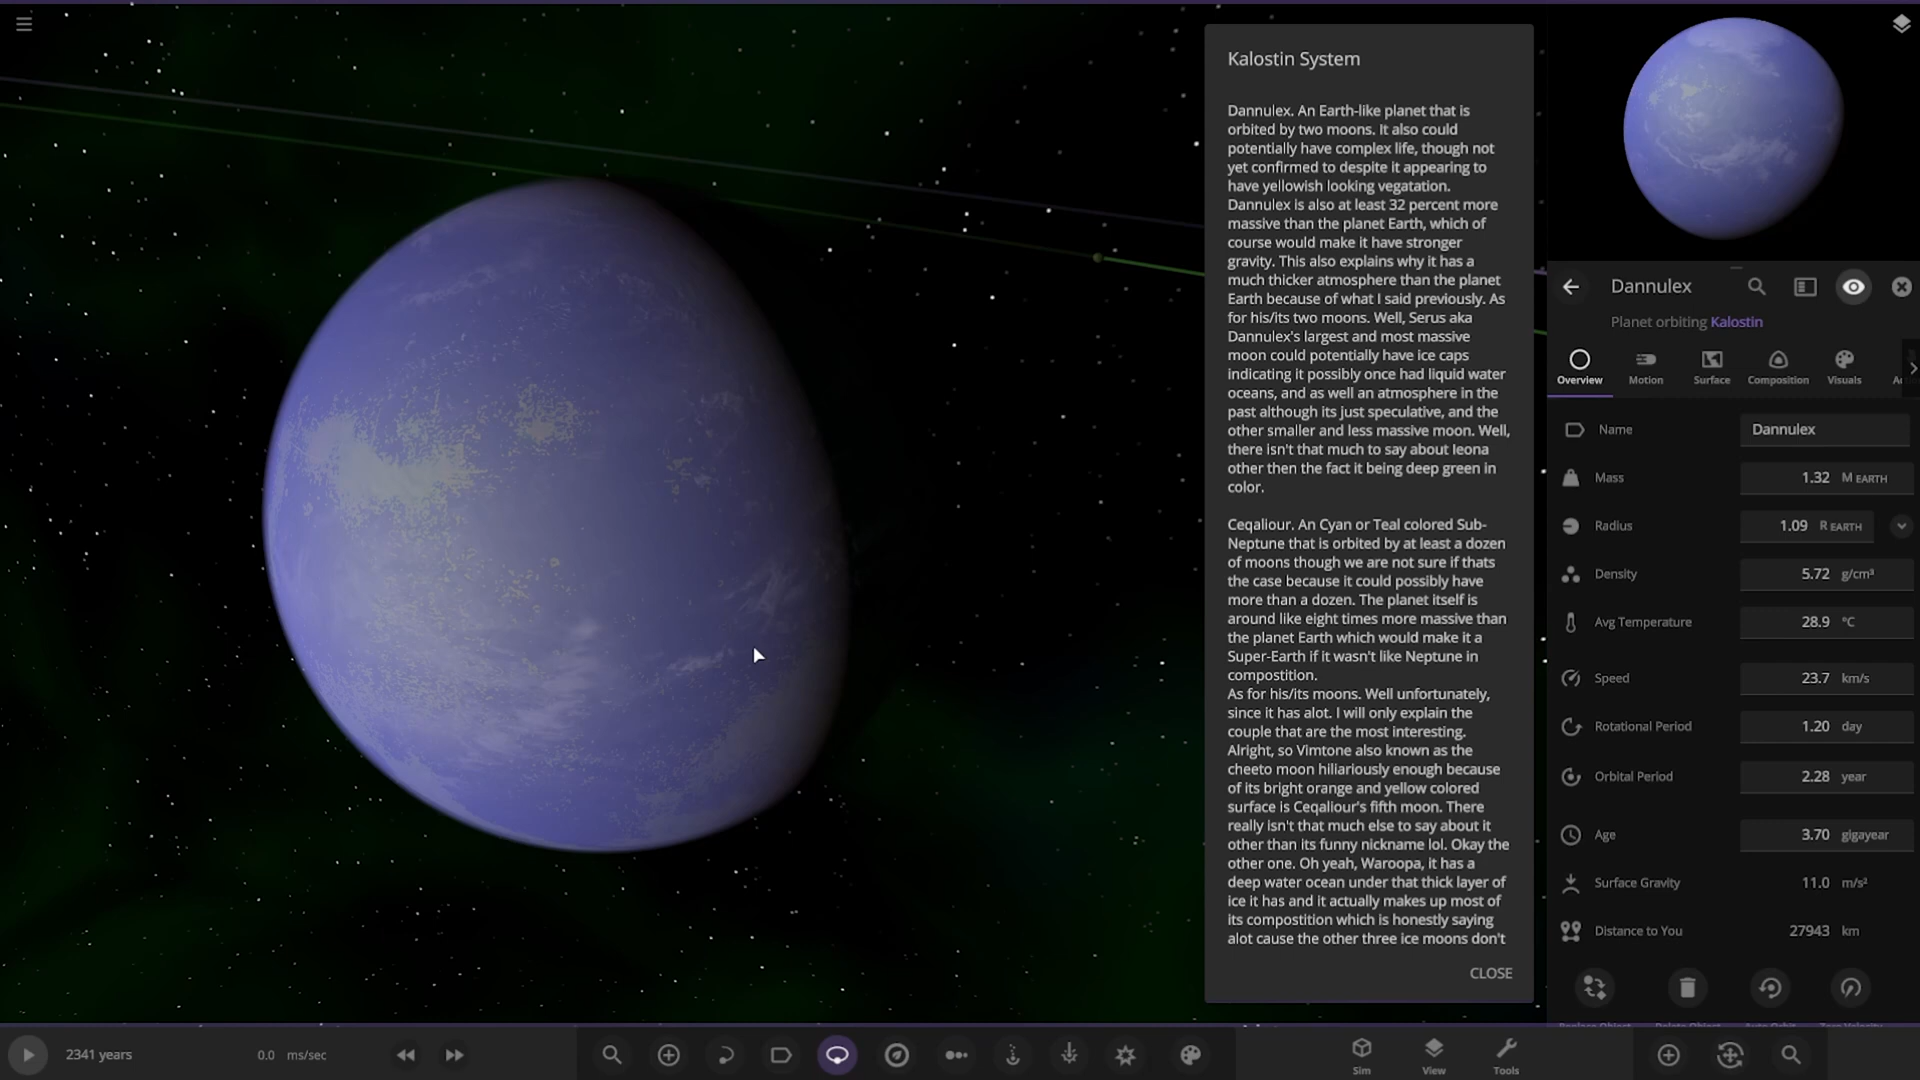 Kalostin System
Dannulex. An Earth-like planet that is
orbited by two moons. It also could
potentially have complex life, though not
yet confirmed to despite it appearing to
have yellowish looking vegatation.
Dannulex is also at least 32 percent more
massive than the planet Earth, which of
course would make it have stronger
gravity. This also explains why it has a
much thicker atmosphere than the planet
Earth because of what I said previously. As
for his/its two moons. Well, Serus aka
Dannulex's largest and most massive
moon could potentially have ice caps
indicating it possibly once had liquid water
oceans, and as well an atmosphere in the
past although its just speculative, and the
other smaller and less massive moon. Well,
there isn't that much to say about leona
other then the fact it being deep green in
color.
Ceqaliour. An Cyan or Teal colored Sub-
Neptune that is orbited by at least a dozen
of moons though we are not sure if thats
the case because it could possibly have
more than a dozen. The planet itself is
around like eight times more massive than
the planet Earth which would make it a
Super-Earth if it wasn't like Neptune in
compostition.
As for his/its moons. Well unfortunately,
since it has alot. I will only explain the
couple that are the most interesting.
Alright, so Vimtone also known as the
cheeto moon hiliariously enough because
of its bright orange and yellow colored
surface is Ceqaliour's fifth moon. There
really isn't that much else to say about it
other than its funny nickname lol. Okay the
other one. Oh yeah, Waroopa, it has a
deep water ocean under that thick layer of
ice it has and it actually makes up most of
its compostition which is honestly saying
alot cause the other three ice moons don't
CLOSE
Dannulex
Planet orbiting Kalostin
Overview Motion Surface Composition Visuals
Name Dannulex
Mass 1.32 M EARTH
Radius 1.09 R EARTH
Density 5.72 g/cm³
Avg Temperature 28.9 °C
Speed 23.7 km/s
Rotational Period 1.20 day
Orbital Period 2.28 year
Age 3.70 gigayear
Surface Gravity 11.0 m/s²
Distance to You 27943 km
2341 years 0.0 ms/sec
Sim View Tools